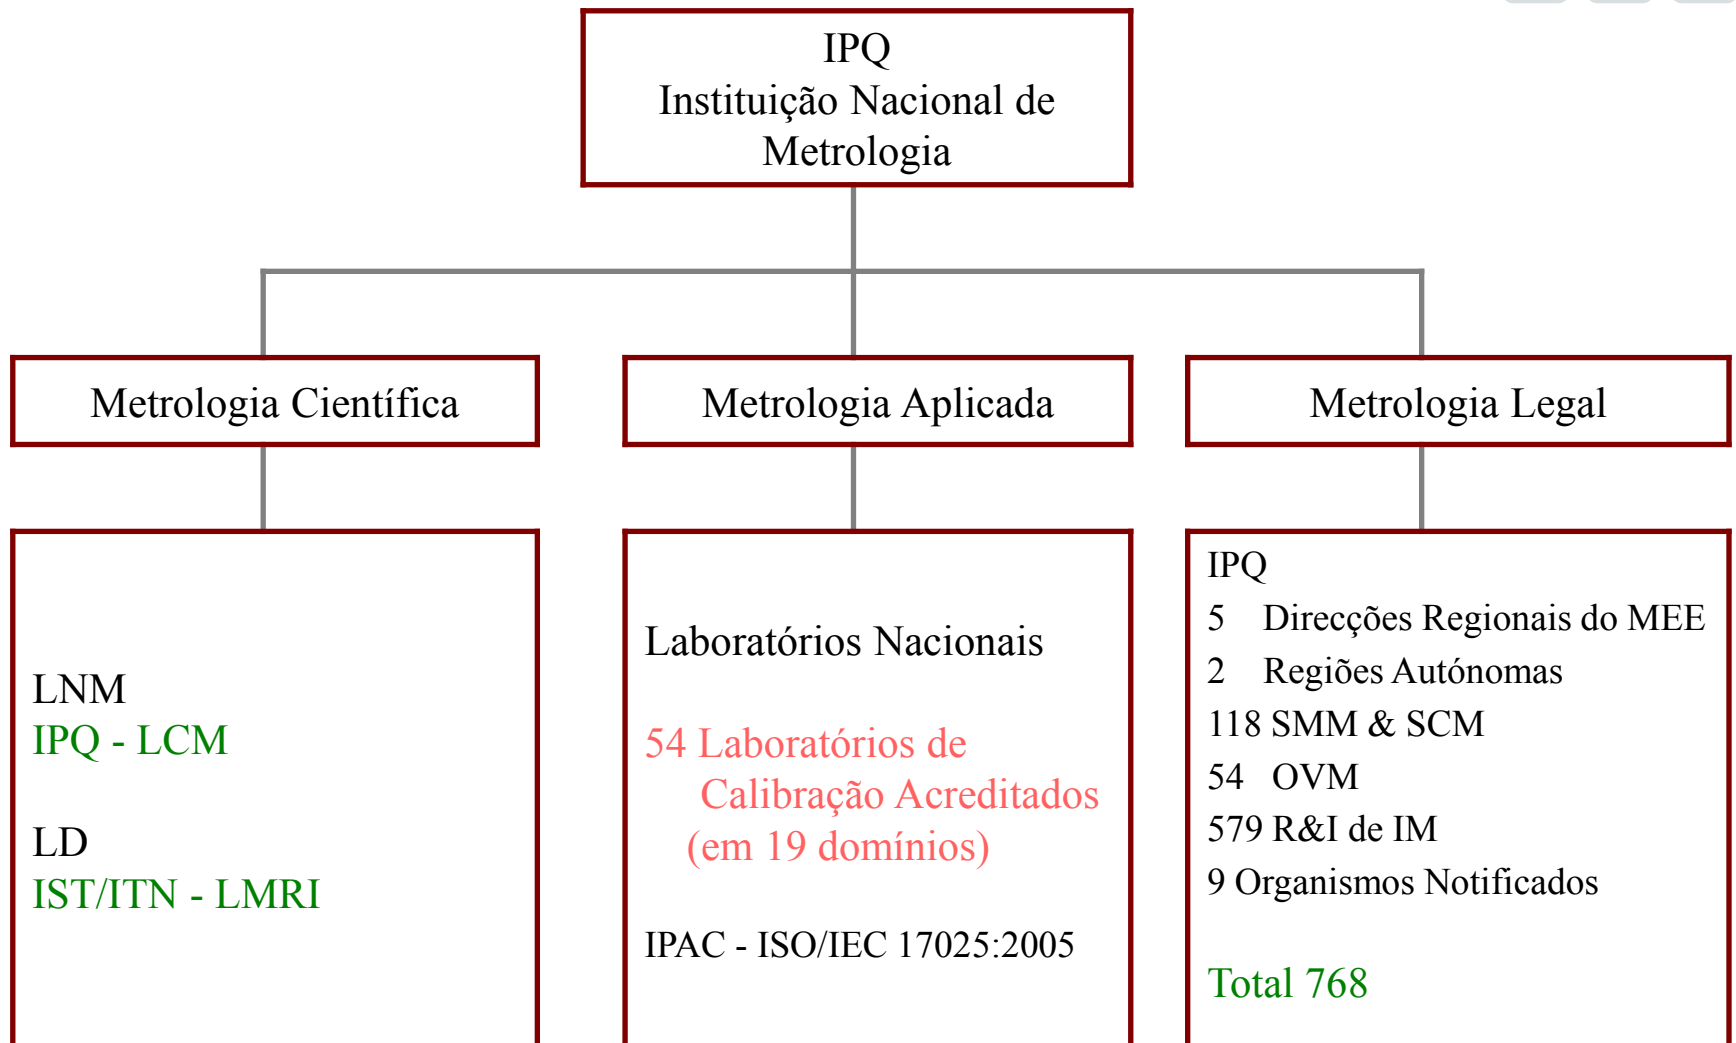 IPQ
Instituição Nacional de
Metrologia
Metrologia Científica
Metrologia Aplicada
Metrologia Legal
LNM
IPQ - LCM
LD
IST/ITN - LMRI
Laboratórios Nacionais
54 Laboratórios de
Calibração Acreditados
(em 19 domínios)
IPAC - ISO/IEC 17025:2005
IPQ
5 Direcções Regionais do MEE
2 Regiões Autónomas
118 SMM & SCM
54 OVM
579 R&I de IM
9 Organismos Notificados
Total 768